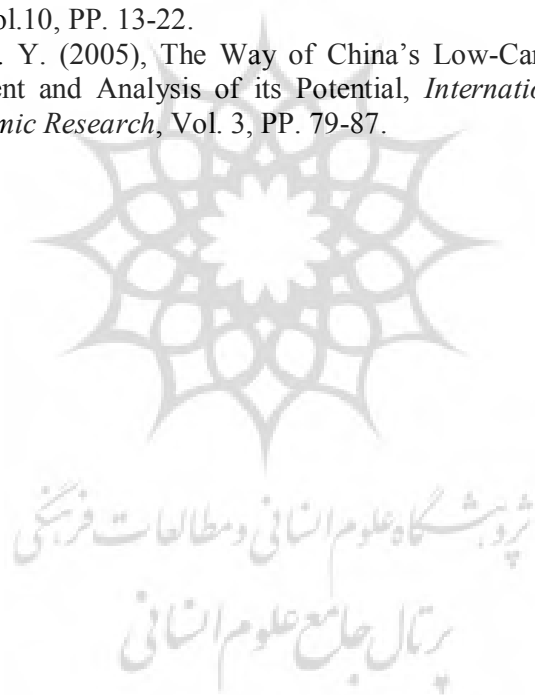 ol.10, PP. 13-22.
. Y. (2005), The Way of China’s Low-Car
ent and Analysis of its Potential, Internatio
mic Research, Vol. 3, PP. 79-87.
پژوهشگاه علوم انسانی و مطالعات فرهنگی
پرتال جامع علوم انسانی